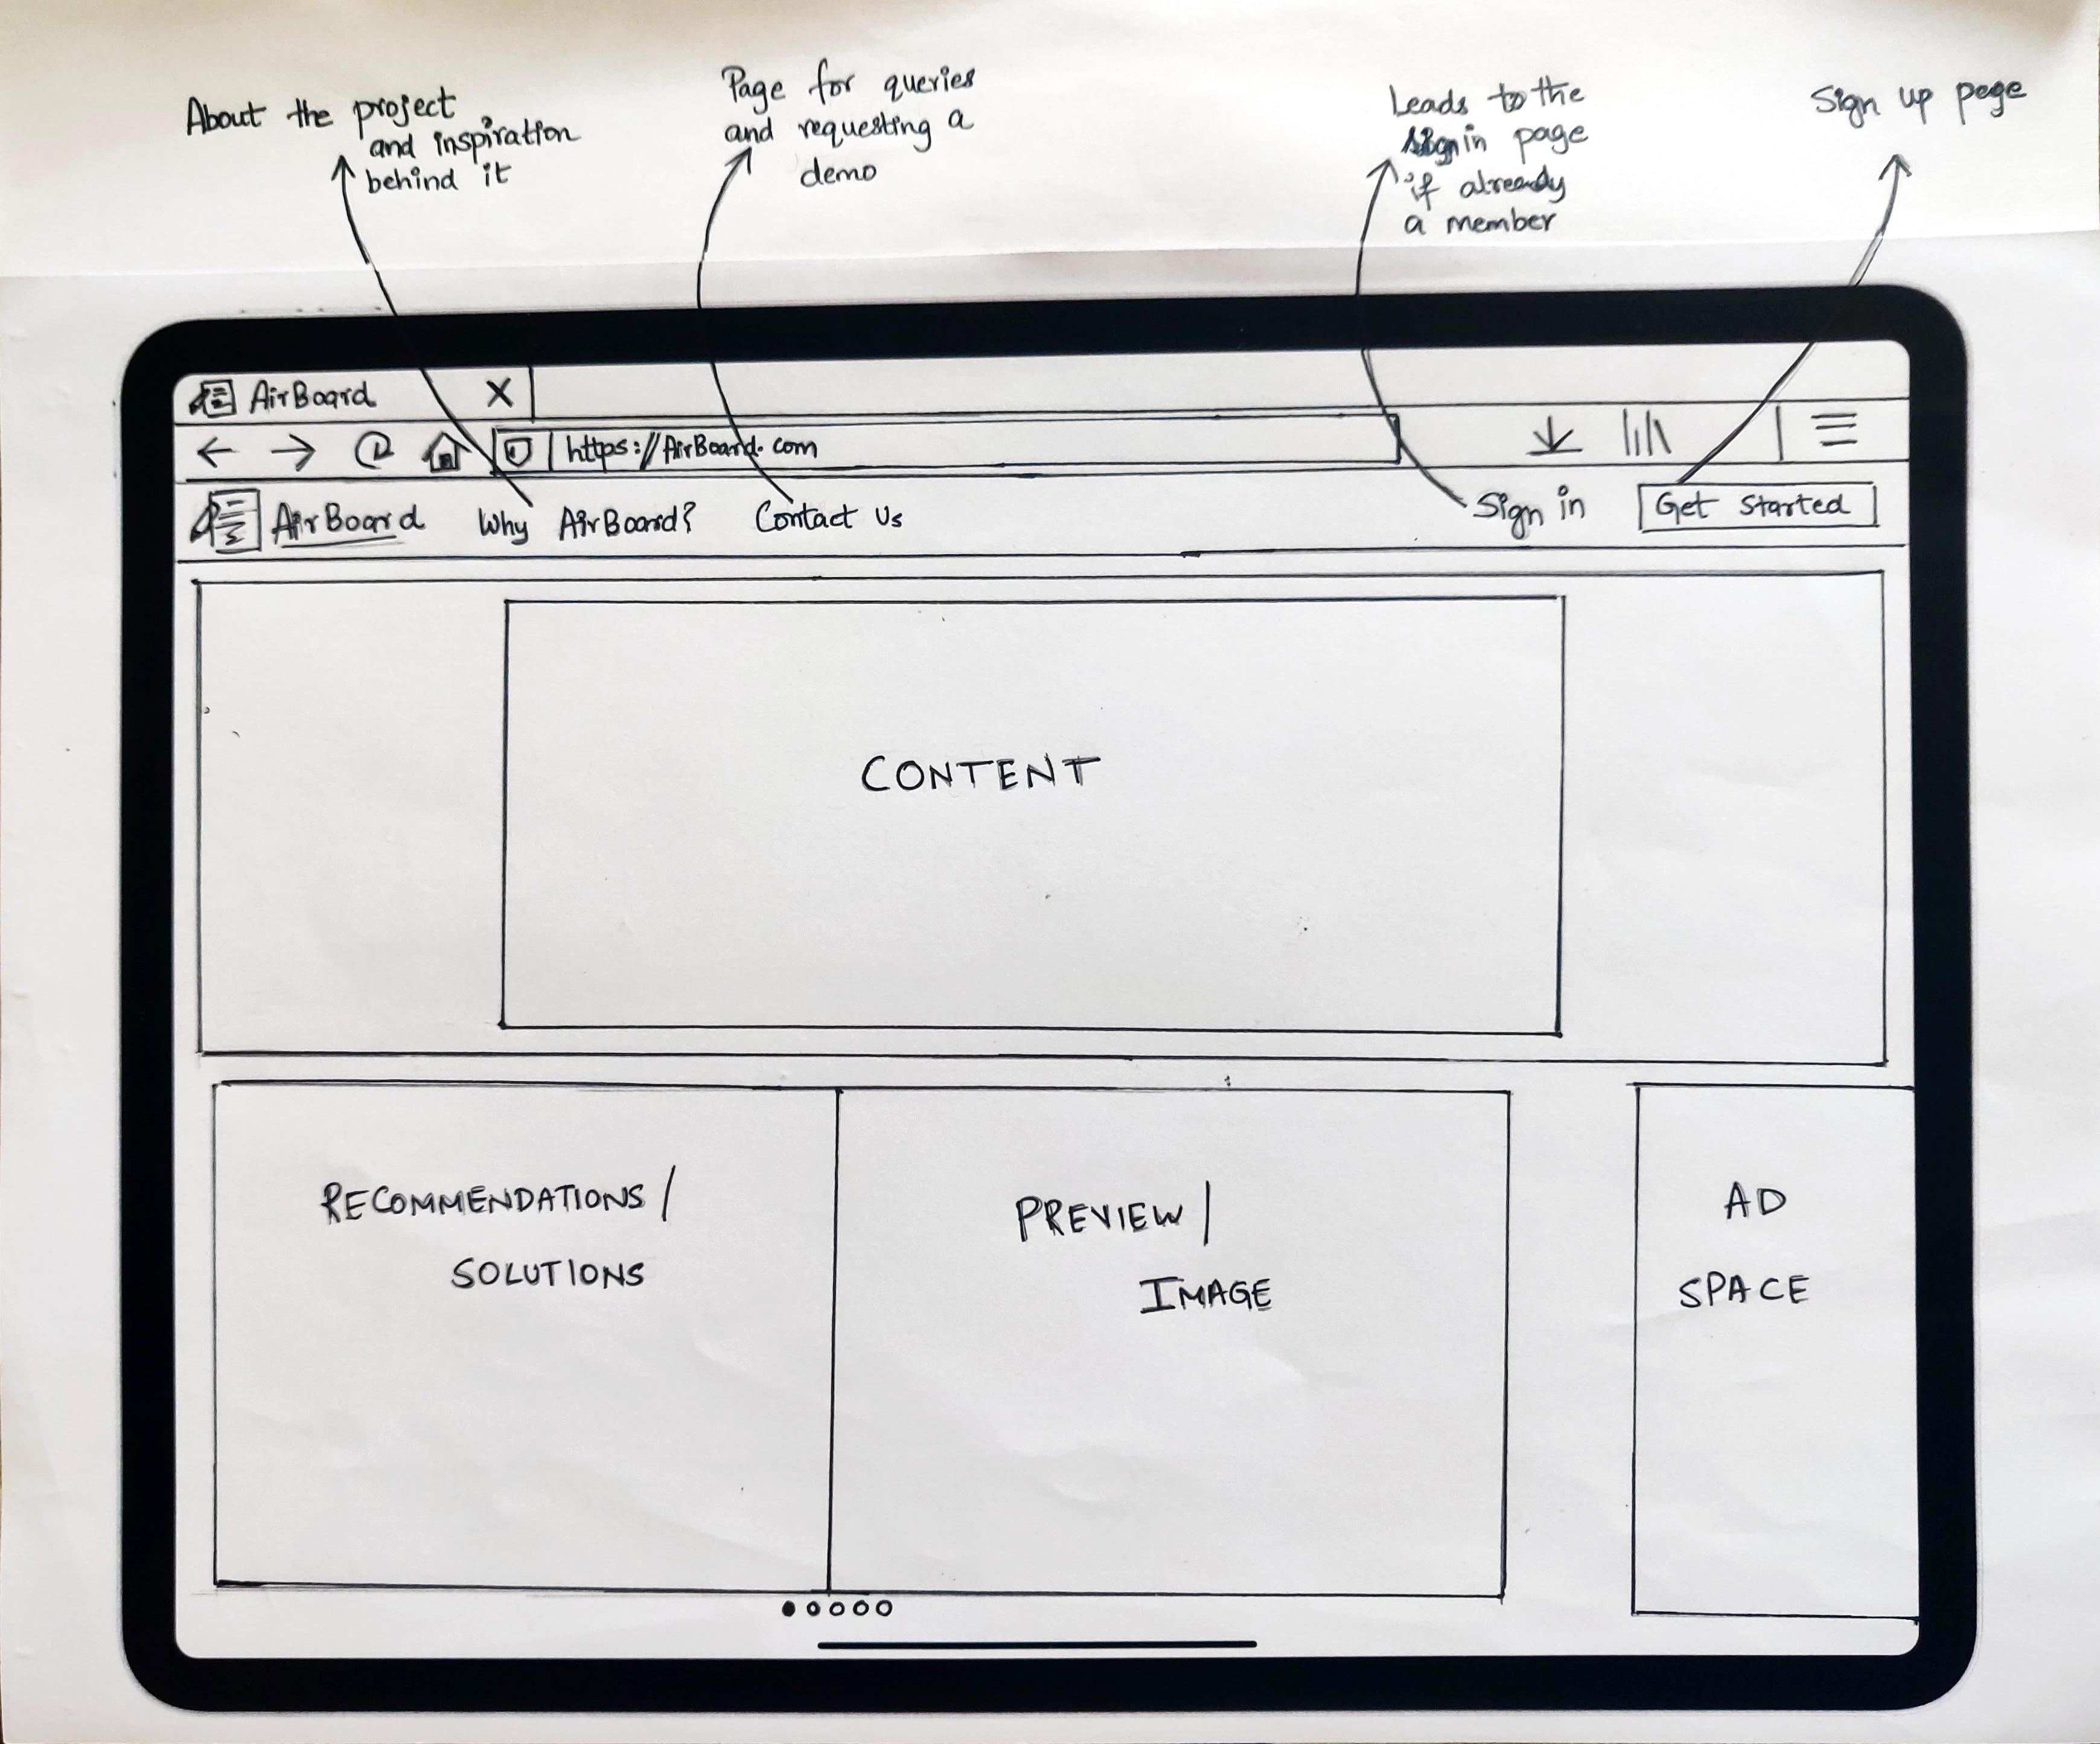 About the project
and inspiration
behind it
Page for queries
and requesting a
demo
Leads to the
sign in page
if already
a member
Sign up page
AirBoard X
https://AirBoard.com
AirBoard Why AirBoard? Contact Us Sign in Get Started
CONTENT
RECOMMENDATIONS/
SOLUTIONS
PREVIEW/
IMAGE
AD
SPACE